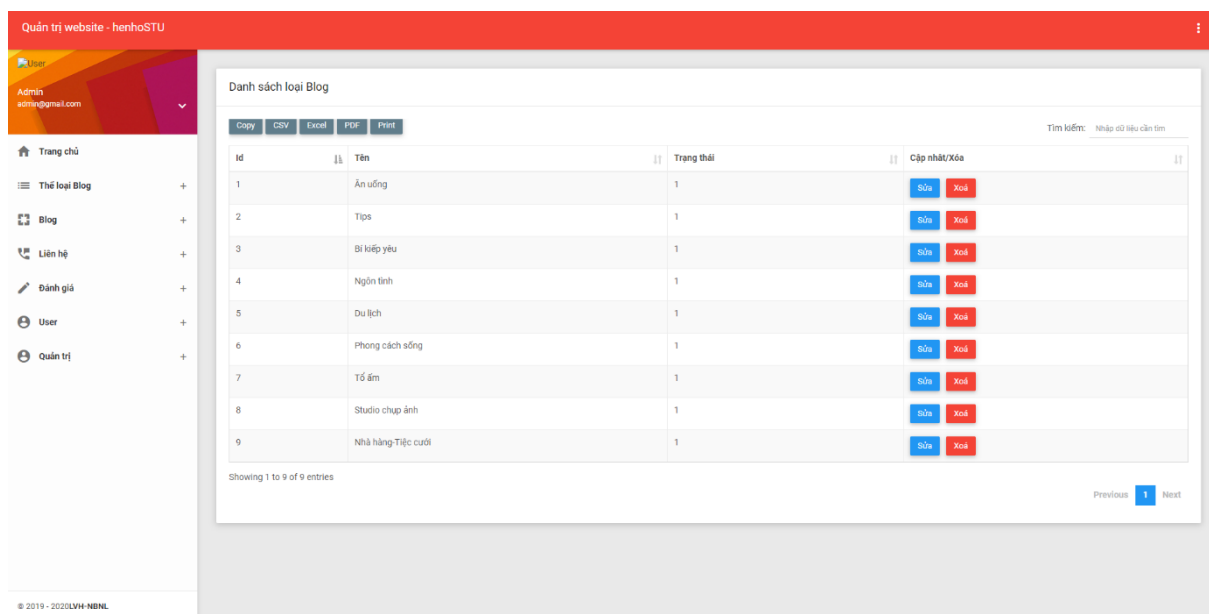 Quản trị website - henhoSTU
User
Admin
admin@gmail.com
Trang chủ
Thể loại Blog +
Blog +
Liên hệ +
Đánh giá +
User +
Quản trị +
© 2019 - 2020LVH-NBNL
Danh sách loại Blog
Copy CSV Excel PDF Print
Tìm kiếm: Nhập dữ liệu cần tìm
Id Tên Trạng thái Cập nhât/Xóa
1 Ăn uống 1 Sửa Xoá
2 Tips 1 Sửa Xoá
3 Bí kiếp yêu 1 Sửa Xoá
4 Ngôn tình 1 Sửa Xoá
5 Du lịch 1 Sửa Xoá
6 Phong cách sống 1 Sửa Xoá
7 Tổ ấm 1 Sửa Xoá
8 Studio chụp ảnh 1 Sửa Xoá
9 Nhà hàng-Tiệc cưới 1 Sửa Xoá
Showing 1 to 9 of 9 entries
Previous 1 Next